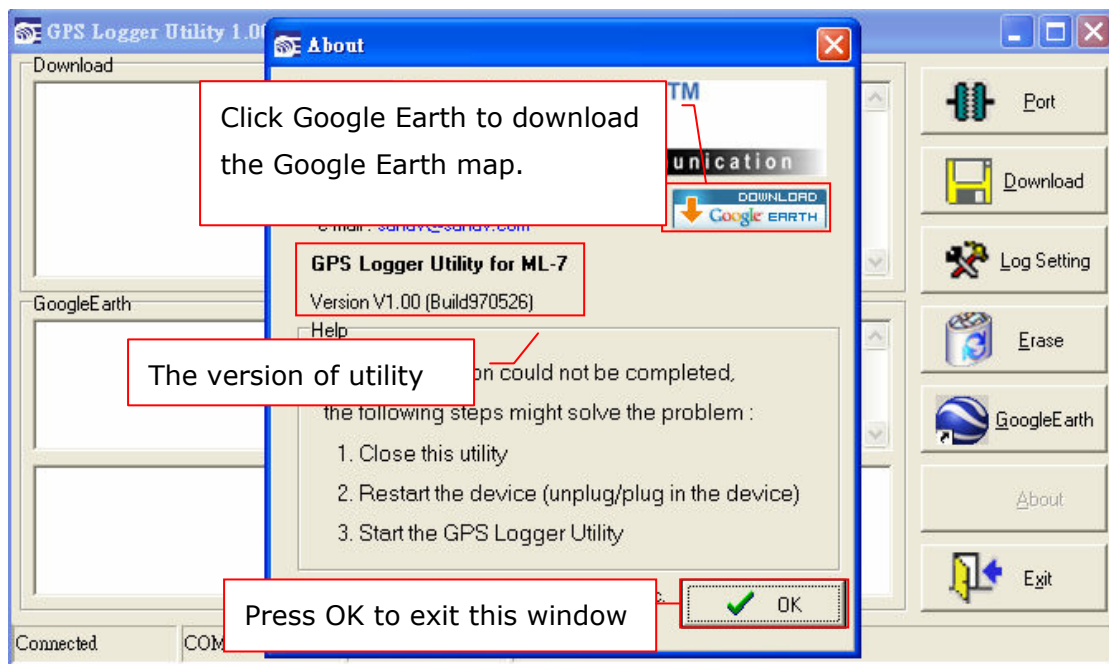 GPS Logger Utility 1.00
About
Download
TM
Click Google Earth to download
the Google Earth map.
unication
DOWNLOAD
Google EARTH
GPS Logger Utility for ML-7
Version V1.00 (Build970526)
GoogleEarth
Help
The version of utility
on could not be completed,
the following steps might solve the problem :
1. Close this utility
2. Restart the device (unplug/plug in the device)
3. Start the GPS Logger Utility
Press OK to exit this window
c.
OK
Port
Download
Log Setting
Erase
GoogleEarth
About
Exit
Connected
COM